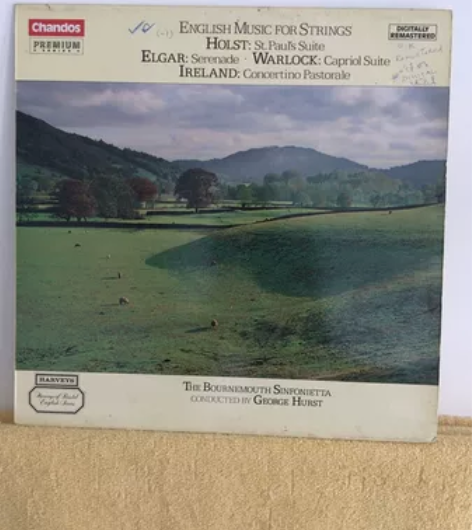 Chandos
PREMIUM
SERIES
ENGLISH MUSIC FOR STRINGS
HOLST: St.Paul's Suite
ELGAR: Serenade · WARLOCK: Capriol Suite
IRELAND: Concertino Pastorale
DIGITALLY
REMASTERED
HARVEYS
THE BOURNEMOUTH SINFONIETTA
CONDUCTED BY GEORGE HURST